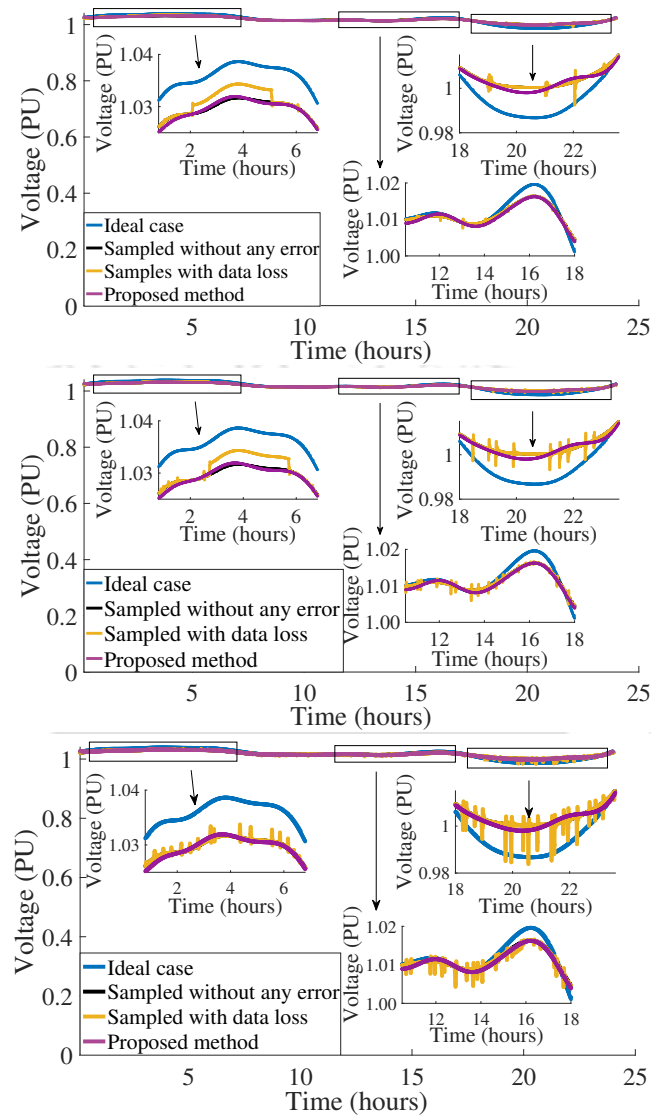 1
0.8
0.6
0.4
0.2
0
Voltage (PU)
1.04
1.03
Voltage (PU)
2 4 6
Time (hours)
1
0.98
Voltage (PU)
18 20 22
Time (hours)
1.02
1.01
1.00
Voltage (PU)
12 14 16 18
Time (hours)
Ideal case
Sampled without any error
Samples with data loss
Proposed method
5 10 15 20 25
Time (hours)
1
0.8
0.6
0.4
0.2
0
Voltage (PU)
1.04
1.03
Voltage (PU)
2 4 6
Time (hours)
1
0.98
Voltage (PU)
18 20 22
Time (hours)
1.02
1.01
1.00
Voltage (PU)
12 14 16 18
Time (hours)
Ideal case
Sampled without any error
Sampled with data loss
Proposed method
5 10 15 20 25
Time (hours)
1
0.8
0.6
0.4
0.2
0
Voltage (PU)
1.04
1.03
Voltage (PU)
2 4 6
Time (hours)
1
0.98
Voltage (PU)
18 20 22
Time (hours)
1.02
1.01
1.00
Voltage (PU)
12 14 16 18
Time (hours)
Ideal case
Sampled without any error
Sampled with data loss
Proposed method
5 10 15 20 25
Time (hours)